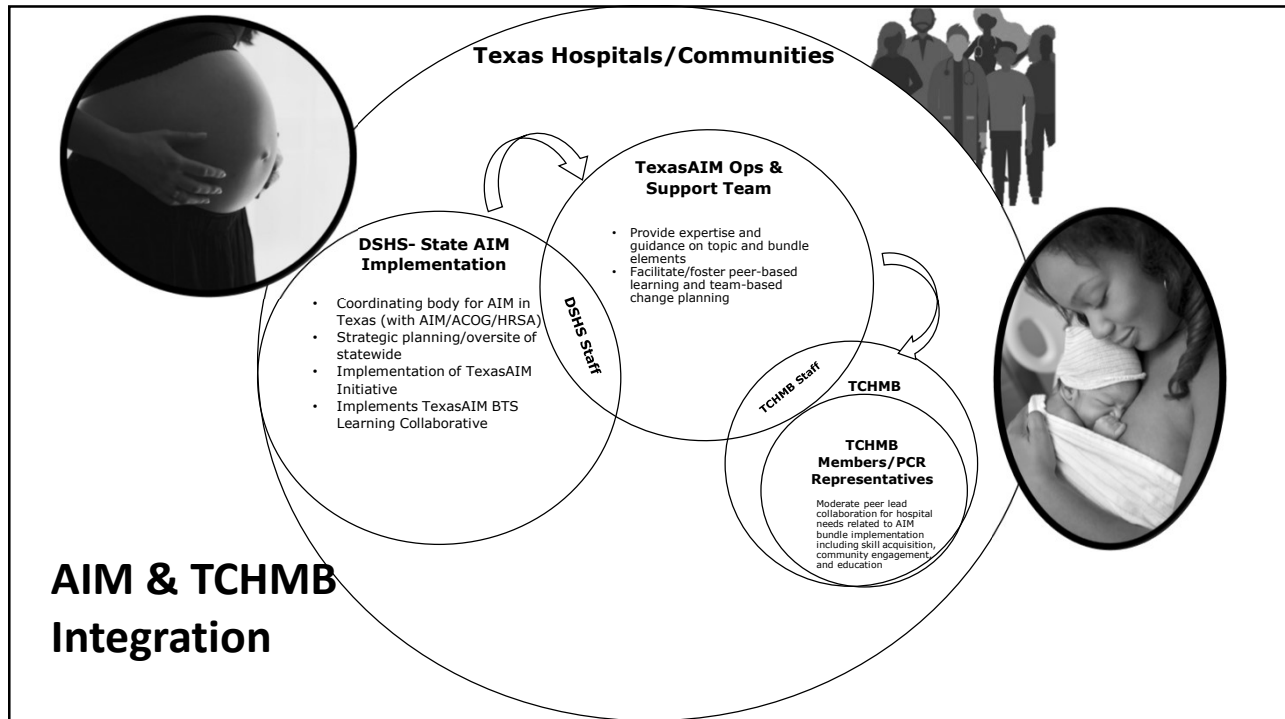 Texas Hospitals/Communities
TexasAIM Ops &
Support Team
• Provide expertise and
guidance on topic and bundle
elements
• Facilitate/foster peer-based
learning and team-based
change planning
DSHS- State AIM
Implementation
• Coordinating body for AIM in
Texas (with AIM/ACOG/HRSA)
• Strategic planning/oversite of
statewide
• Implementation of TexasAIM
Initiative
• Implements TexasAIM BTS
Learning Collaborative
DSHS Staff
TCHMB Staff
TCHMB
TCHMB
Members/PCR
Representatives
Moderate peer lead
collaboration for hospital
needs related to AIM
bundle implementation
including skill acquisition,
community engagement,
and education
AIM & TCHMB
Integration